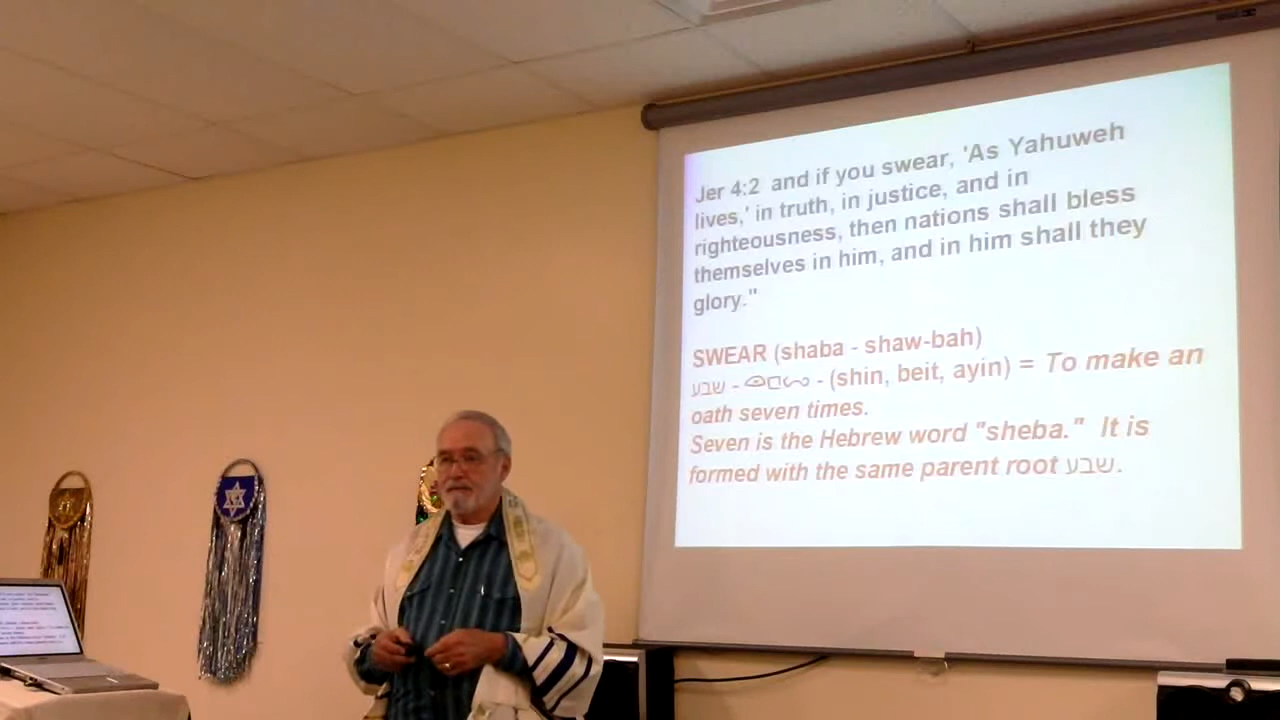 Jer 4:2 and if you swear, 'As Yahuweh
lives,' in truth, in justice, and in
righteousness, then nations shall bless
themselves in him, and in him shall they
glory."
SWEAR (shaba - shaw-bah)
שבע - - (shin, beit, ayin) = To make an
oath seven times.
Seven is the Hebrew word "sheba." It is
formed with the same parent root שבע.